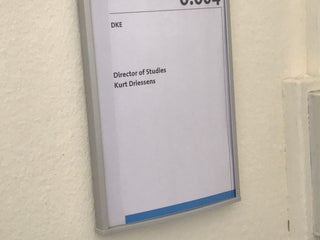 DKE
Director of Studies
Kurt Driessens